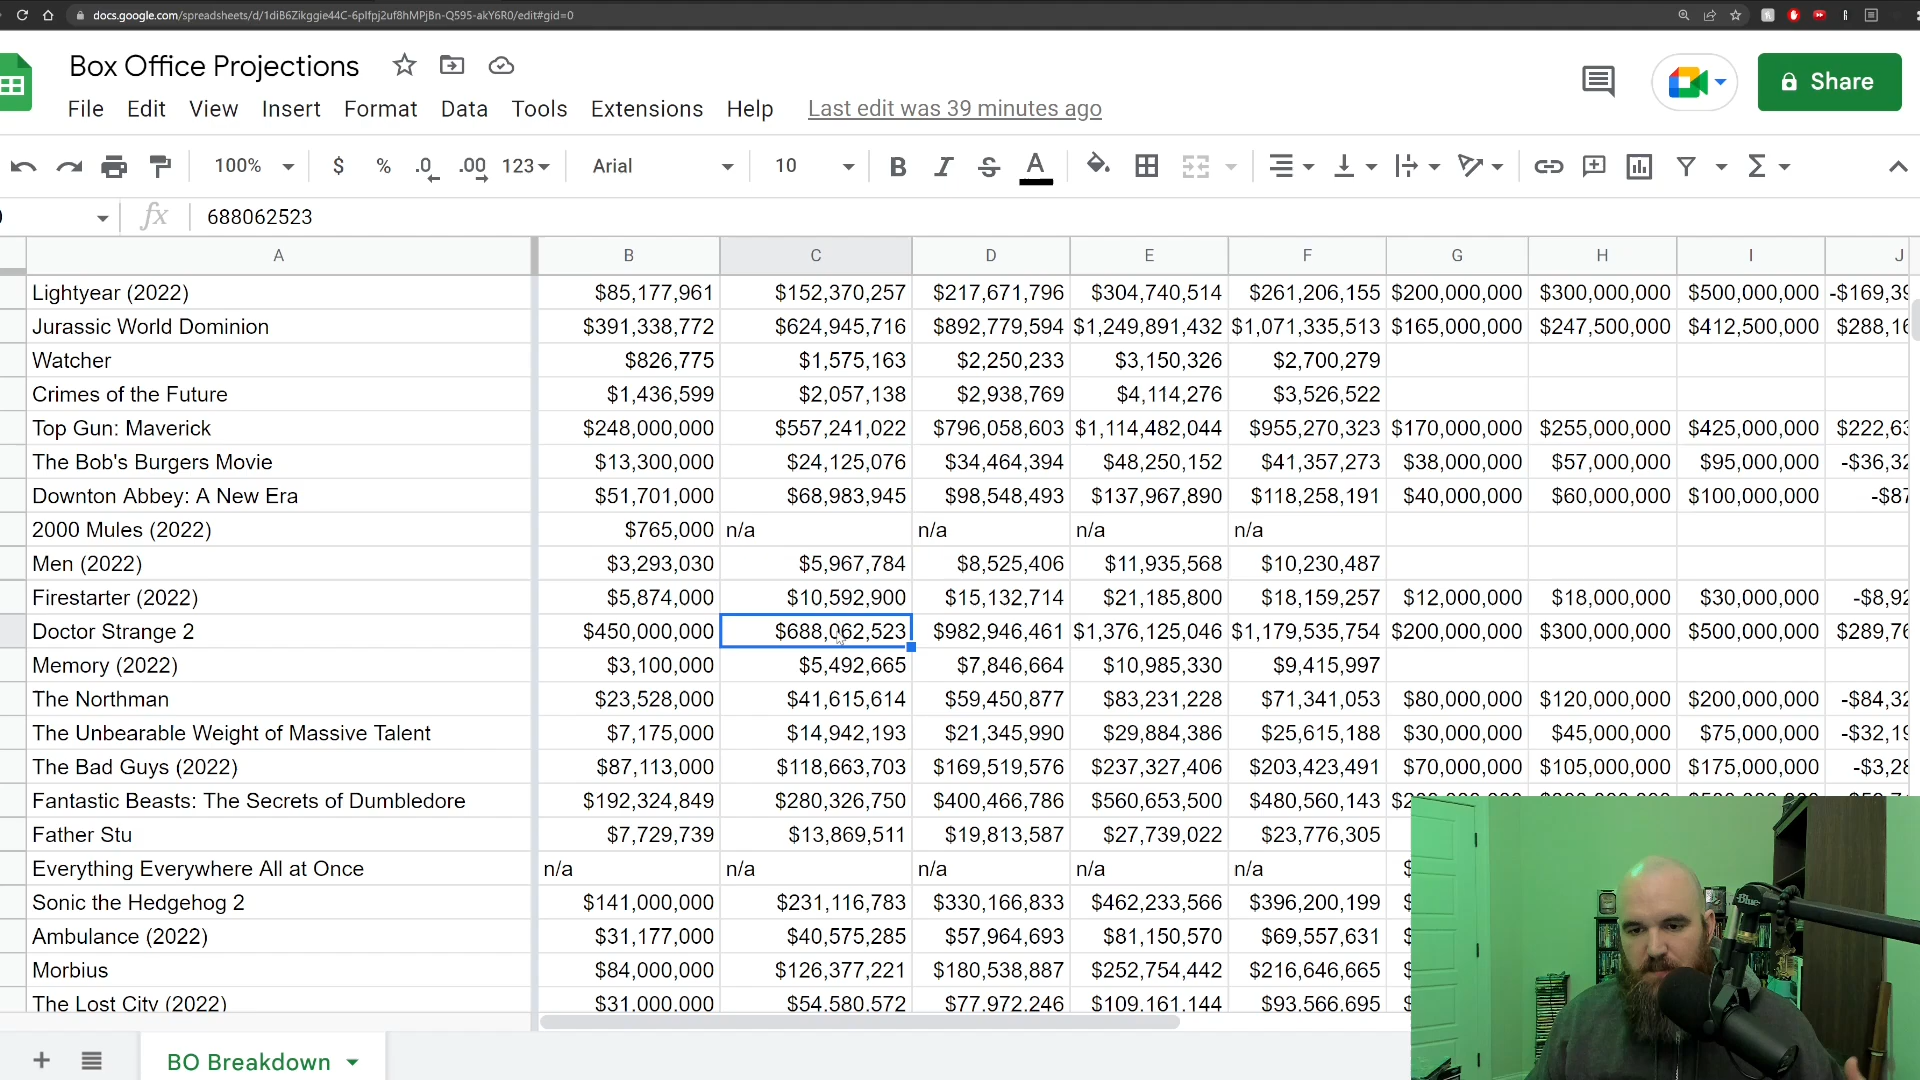 docs.google.com/spreadsheets/d/1diB6Zikggie44C-6plfpj2uf8hMPjBn-Q595-akY6R0/edit#gid=0
Box Office Projections
Share
File Edit View Insert Format Data Tools Extensions Help Last edit was 39 minutes ago
100% $ % .0 .00 123 Arial 10 B I S A
fx 688062523
A B C D E F G H I J
Lightyear (2022) $85,177,961 $152,370,257 $217,671,796 $304,740,514 $261,206,155 $200,000,000 $300,000,000 $500,000,000 -$169,39
Jurassic World Dominion $391,338,772 $624,945,716 $892,779,594 $1,249,891,432 $1,071,335,513 $165,000,000 $247,500,000 $412,500,000 $288,16
Watcher $826,775 $1,575,163 $2,250,233 $3,150,326 $2,700,279
Crimes of the Future $1,436,599 $2,057,138 $2,938,769 $4,114,276 $3,526,522
Top Gun: Maverick $248,000,000 $557,241,022 $796,058,603 $1,114,482,044 $955,270,323 $170,000,000 $255,000,000 $425,000,000 $222,63
The Bob's Burgers Movie $13,300,000 $24,125,076 $34,464,394 $48,250,152 $41,357,273 $38,000,000 $57,000,000 $95,000,000 -$36,32
Downton Abbey: A New Era $51,701,000 $68,983,945 $98,548,493 $137,967,890 $118,258,191 $40,000,000 $60,000,000 $100,000,000 -$87
2000 Mules (2022) $765,000 n/a n/a n/a n/a
Men (2022) $3,293,030 $5,967,784 $8,525,406 $11,935,568 $10,230,487
Firestarter (2022) $5,874,000 $10,592,900 $15,132,714 $21,185,800 $18,159,257 $12,000,000 $18,000,000 $30,000,000 -$8,92
Doctor Strange 2 $450,000,000 $688,062,523 $982,946,461 $1,376,125,046 $1,179,535,754 $200,000,000 $300,000,000 $500,000,000 $289,76
Memory (2022) $3,100,000 $5,492,665 $7,846,664 $10,985,330 $9,415,997
The Northman $23,528,000 $41,615,614 $59,450,877 $83,231,228 $71,341,053 $80,000,000 $120,000,000 $200,000,000 -$84,32
The Unbearable Weight of Massive Talent $7,175,000 $14,942,193 $21,345,990 $29,884,386 $25,615,188 $30,000,000 $45,000,000 $75,000,000 -$32,19
The Bad Guys (2022) $87,113,000 $118,663,703 $169,519,576 $237,327,406 $203,423,491 $70,000,000 $105,000,000 $175,000,000 -$3,28
Fantastic Beasts: The Secrets of Dumbledore $192,324,849 $280,326,750 $400,466,786 $560,653,500 $480,560,143
Father Stu $7,729,739 $13,869,511 $19,813,587 $27,739,022 $23,776,305
Everything Everywhere All at Once n/a n/a n/a n/a n/a $
Sonic the Hedgehog 2 $141,000,000 $231,116,783 $330,166,833 $462,233,566 $396,200,199 $
Ambulance (2022) $31,177,000 $40,575,285 $57,964,693 $81,150,570 $69,557,631 $
Morbius $84,000,000 $126,377,221 $180,538,887 $252,754,442 $216,646,665 $
The Lost City (2022) $31,000,000 $54,580,572 $77,972,246 $109,161,144 $93,566,695 $
Blue
BO Breakdown